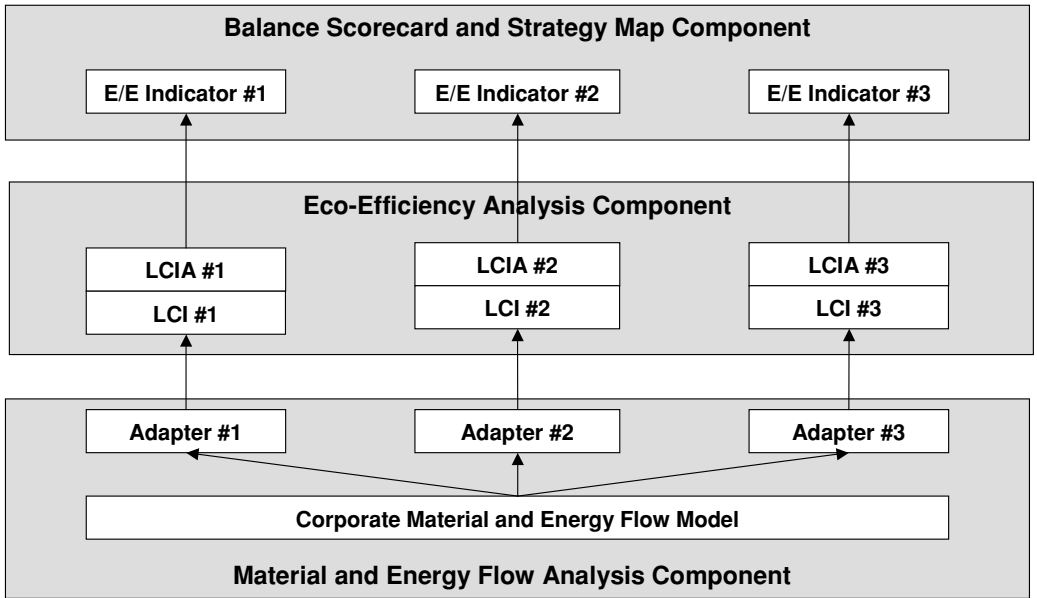 Balance Scorecard and Strategy Map Component
E/E Indicator #1
E/E Indicator #2
E/E Indicator #3
Eco-Efficiency Analysis Component
LCIA #1
LCIA #2
LCIA #3
LCI #1
LCI #2
LCI #3
Adapter #1
Adapter #2
Adapter #3
Corporate Material and Energy Flow Model
Material and Energy Flow Analysis Component